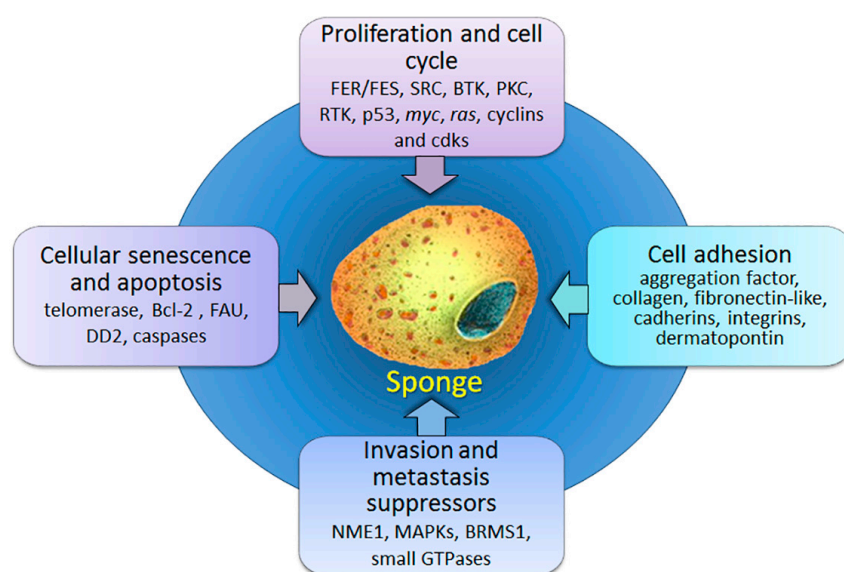 Proliferation and cell
cycle
FER/FES, SRC, BTK, PKC,
RTK, p53, myc, ras, cyclins
and cdks
Cellular senescence
and apoptosis
telomerase, Bcl-2 , FAU,
DD2, caspases
Cell adhesion
aggregation factor,
collagen, fibronectin-like,
cadherins, integrins,
dermatopontin
Sponge
Invasion and
metastasis
suppressors
NME1, MAPKs, BRMS1,
small GTPases